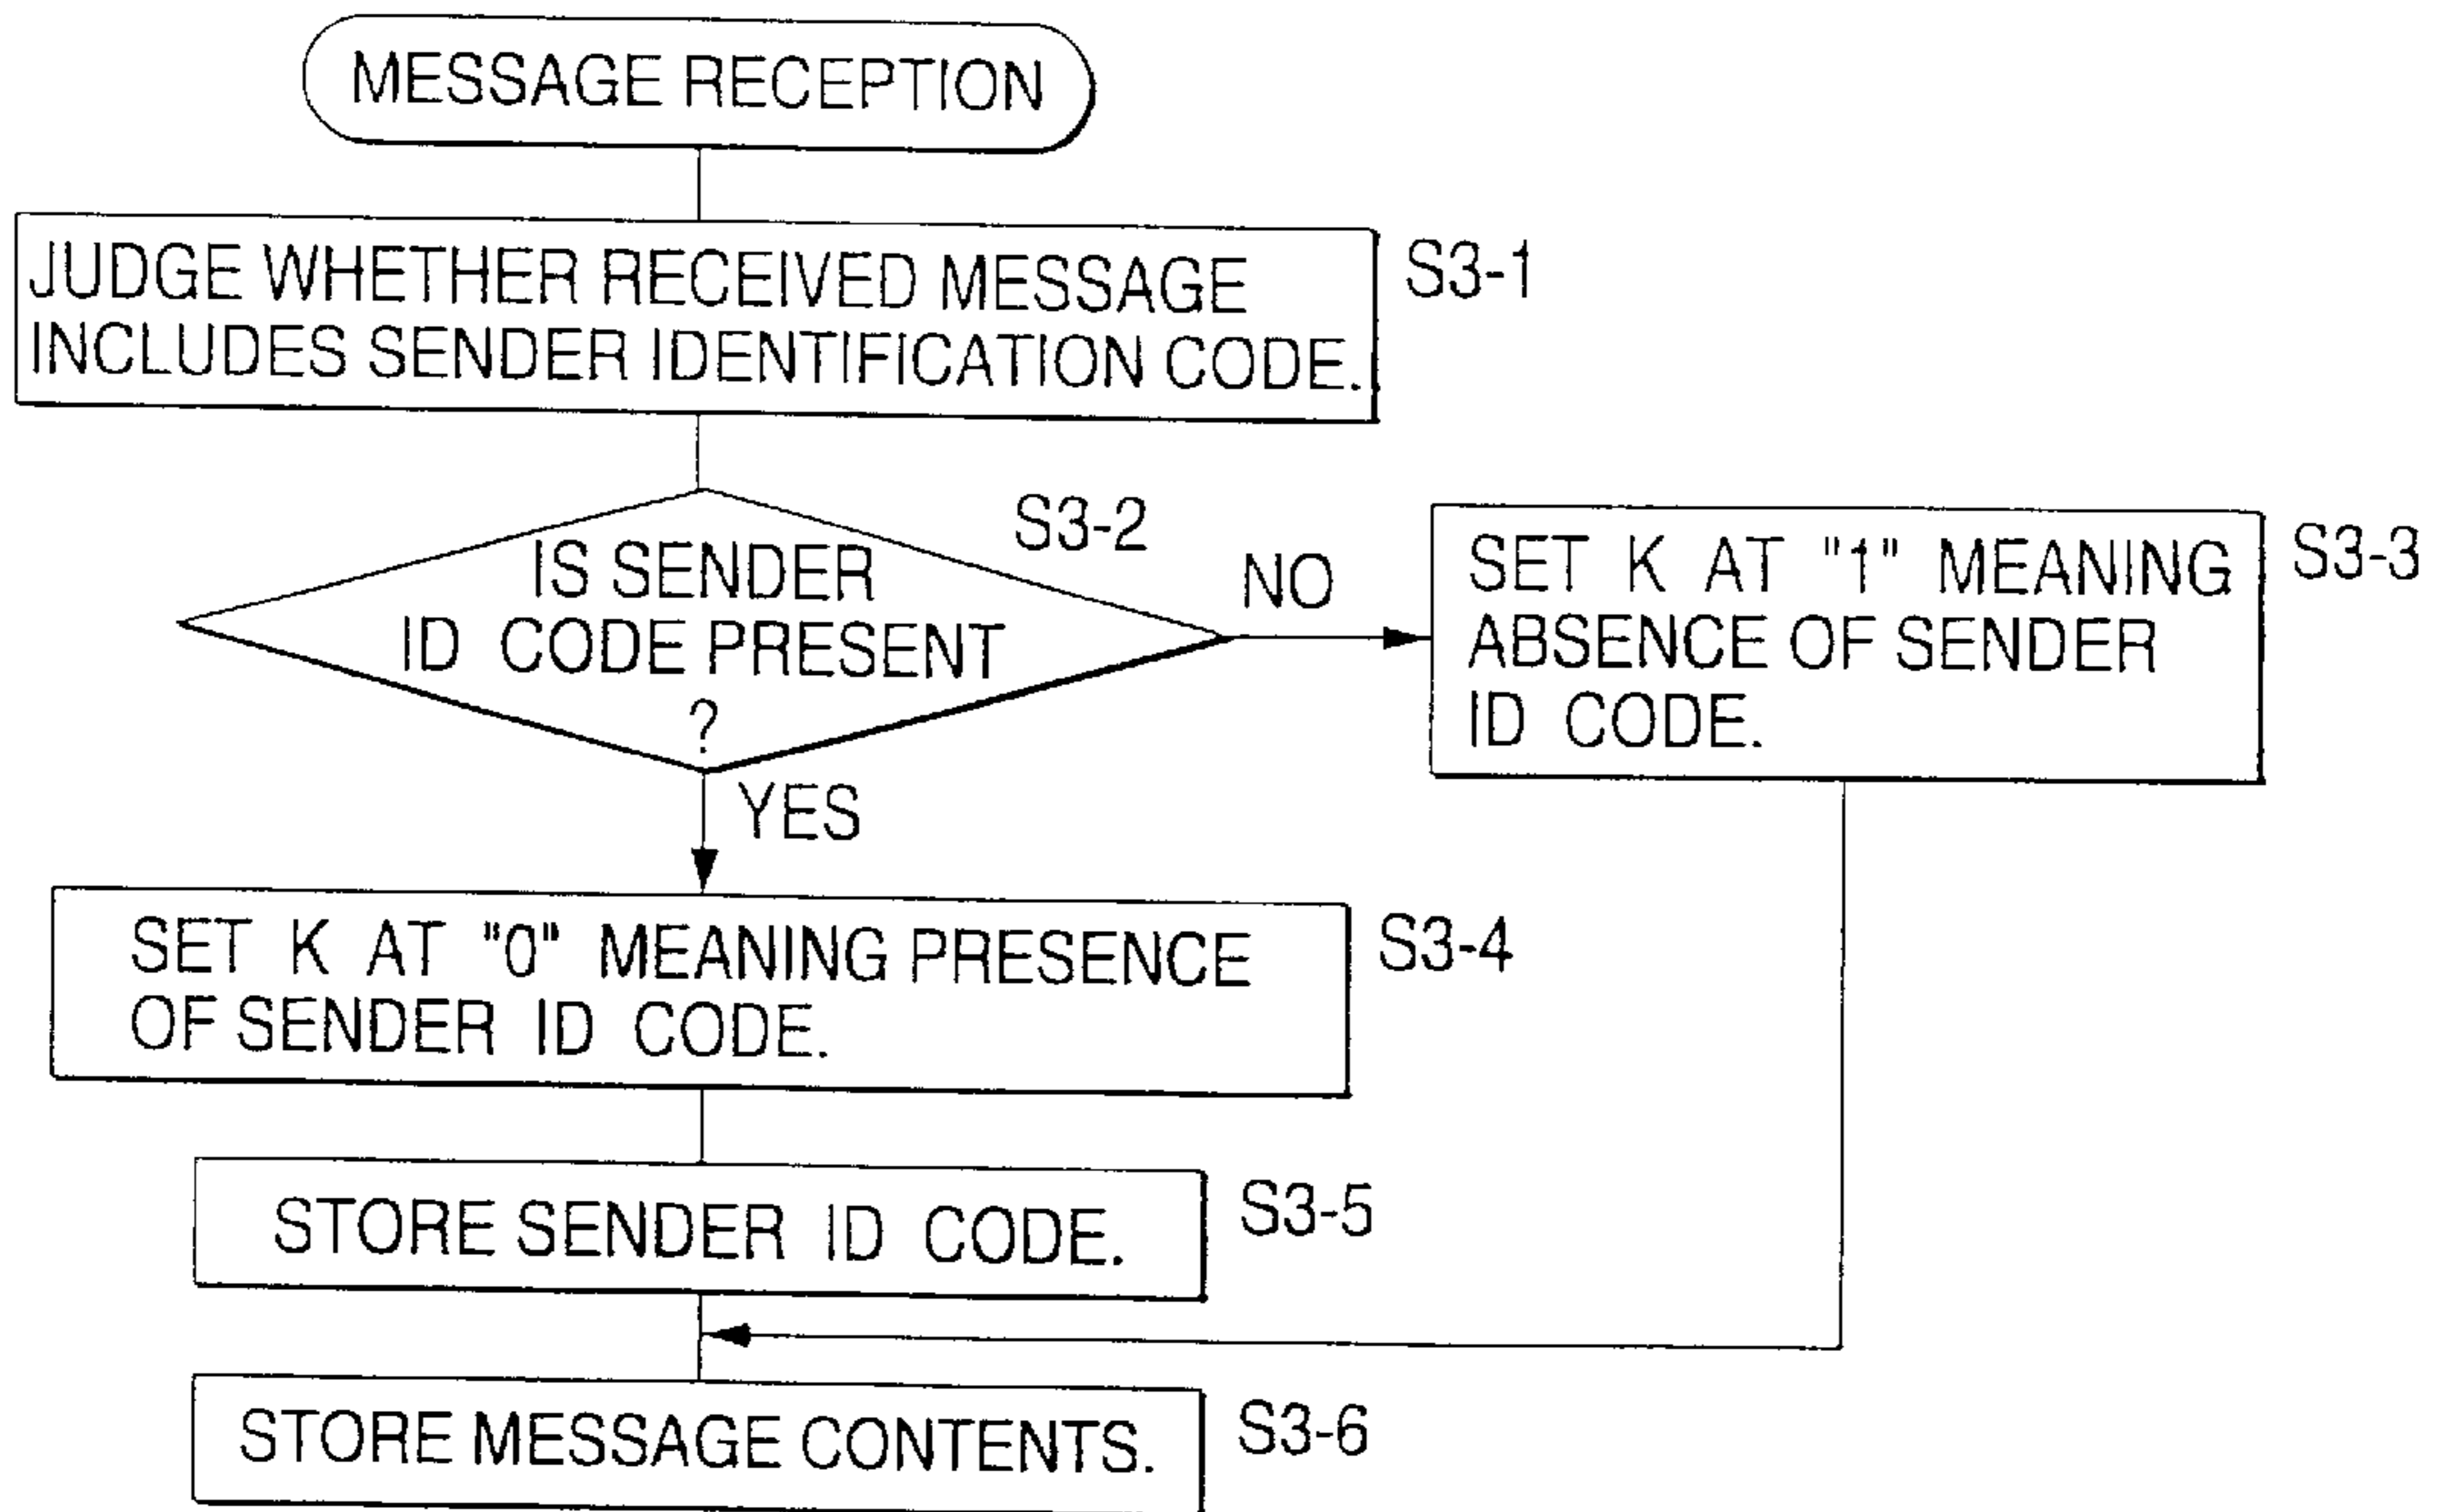 MESSAGE RECEPTION
JUDGE WHETHER RECEIVED MESSAGE
INCLUDES SENDER IDENTIFICATION CODE.
S3-1
IS SENDER
ID CODE PRESENT
?
S3-2
NO
SET K AT "1" MEANING
ABSENCE OF SENDER
ID CODE.
S3-3
YES
SET K AT "0" MEANING PRESENCE
OF SENDER ID CODE.
S3-4
STORE SENDER ID CODE.
S3-5
STORE MESSAGE CONTENTS.
S3-6